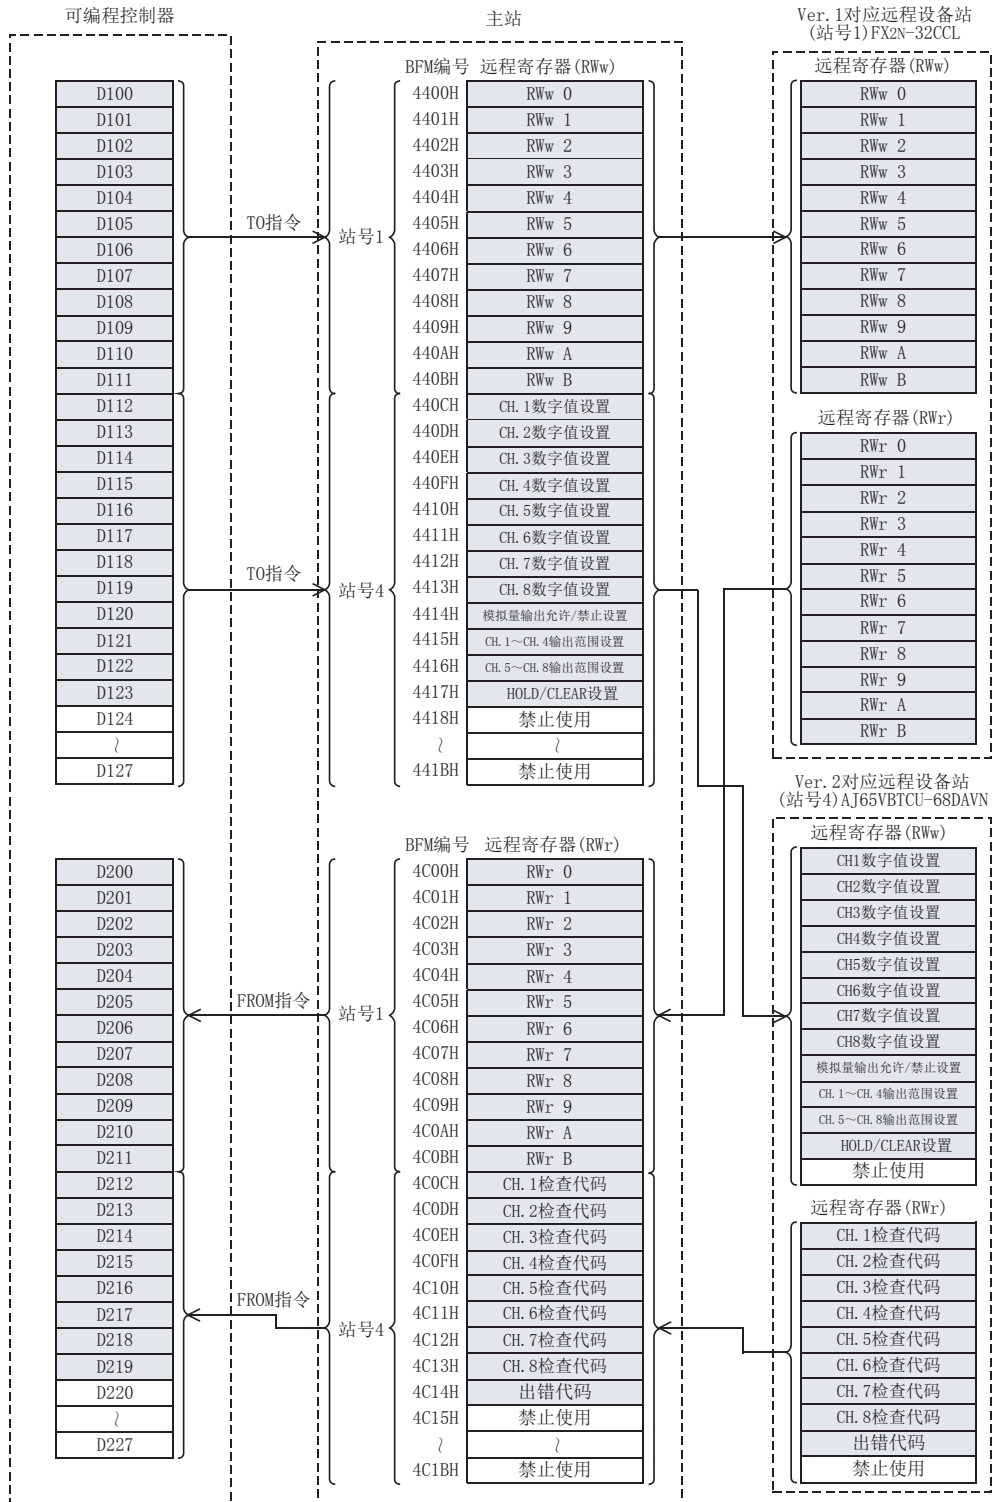 可编程控制器
D100
D101
D102
D103
D104
D105
D106
D107
D108
D109
D110
D111
D112
D113
D114
D115
D116
D117
D118
D119
D120
D121
D122
D123
D124
～
D127
D200
D201
D202
D203
D204
D205
D206
D207
D208
D209
D210
D211
D212
D213
D214
D215
D216
D217
D218
D219
D220
～
D227
TO指令
TO指令
FROM指令
FROM指令
主站
BFM编号 远程寄存器(RWw)
站号1
4400H RWw 0
4401H RWw 1
4402H RWw 2
4403H RWw 3
4404H RWw 4
4405H RWw 5
4406H RWw 6
4407H RWw 7
4408H RWw 8
4409H RWw 9
440AH RWw A
440BH RWw B
站号4
440CH CH.1数字值设置
440DH CH.2数字值设置
440EH CH.3数字值设置
440FH CH.4数字值设置
4410H CH.5数字值设置
4411H CH.6数字值设置
4412H CH.7数字值设置
4413H CH.8数字值设置
4414H 模拟量输出允许/禁止设置
4415H CH.1～CH.4输出范围设置
4416H CH.5～CH.8输出范围设置
4417H HOLD/CLEAR设置
4418H 禁止使用
～ ～
441BH 禁止使用
BFM编号 远程寄存器(RWr)
站号1
4C00H RWr 0
4C01H RWr 1
4C02H RWr 2
4C03H RWr 3
4C04H RWr 4
4C05H RWr 5
4C06H RWr 6
4C07H RWr 7
4C08H RWr 8
4C09H RWr 9
4C0AH RWr A
4C0BH RWr B
站号4
4C0CH CH.1检查代码
4C0DH CH.2检查代码
4C0EH CH.3检查代码
4C0FH CH.4检查代码
4C10H CH.5检查代码
4C11H CH.6检查代码
4C12H CH.7检查代码
4C13H CH.8检查代码
4C14H 出错代码
4C15H 禁止使用
～ ～
4C1BH 禁止使用
Ver.1对应远程设备站
(站号1)FX2N-32CCL
远程寄存器(RWw)
RWw 0
RWw 1
RWw 2
RWw 3
RWw 4
RWw 5
RWw 6
RWw 7
RWw 8
RWw 9
RWw A
RWw B
远程寄存器(RWr)
RWr 0
RWr 1
RWr 2
RWr 3
RWr 4
RWr 5
RWr 6
RWr 7
RWr 8
RWr 9
RWr A
RWr B
Ver.2对应远程设备站
(站号4)AJ65VBTCU-68DAVN
远程寄存器(RWw)
CH1数字值设置
CH2数字值设置
CH3数字值设置
CH4数字值设置
CH5数字值设置
CH6数字值设置
CH7数字值设置
CH8数字值设置
模拟量输出允许/禁止设置
CH.1～CH.4输出范围设置
CH.5～CH.8输出范围设置
HOLD/CLEAR设置
禁止使用
远程寄存器(RWr)
CH.1检查代码
CH.2检查代码
CH.3检查代码
CH.4检查代码
CH.5检查代码
CH.6检查代码
CH.7检查代码
CH.8检查代码
出错代码
禁止使用